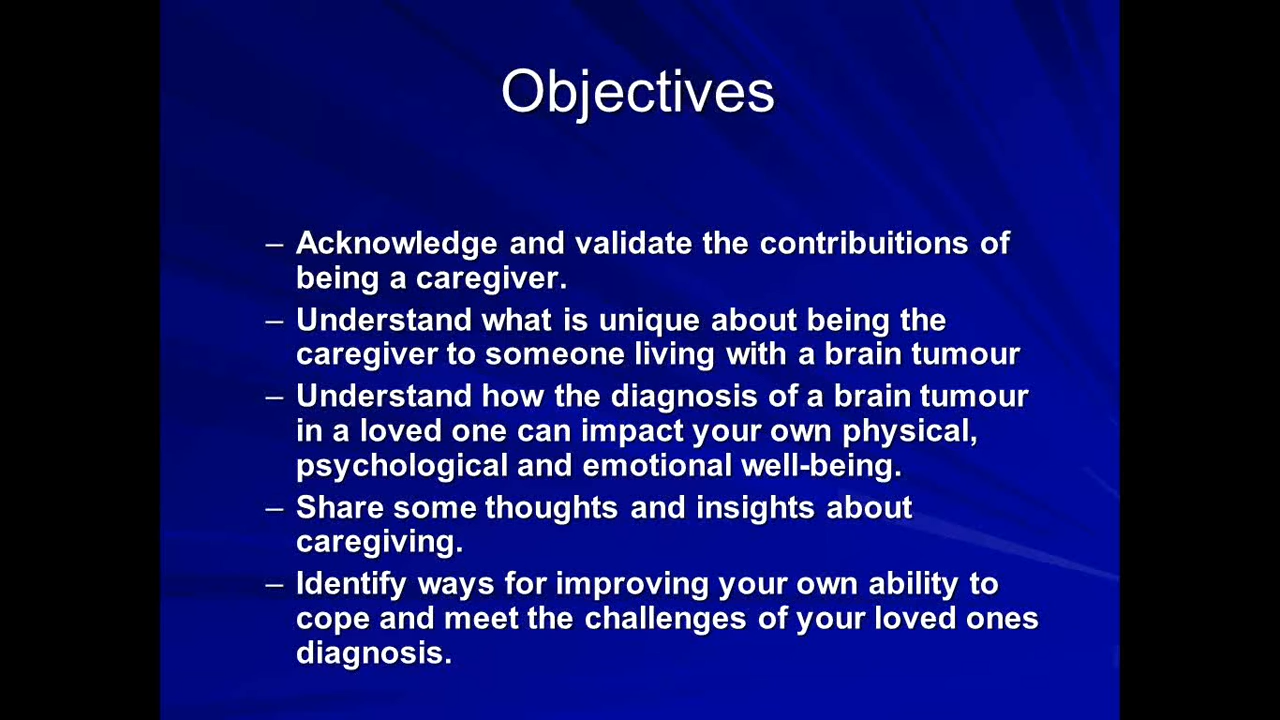 Objectives
– Acknowledge and validate the contribuitions of
being a caregiver.
– Understand what is unique about being the
caregiver to someone living with a brain tumour
– Understand how the diagnosis of a brain tumour
in a loved one can impact your own physical,
psychological and emotional well-being.
– Share some thoughts and insights about
caregiving.
– Identify ways for improving your own ability to
cope and meet the challenges of your loved ones
diagnosis.